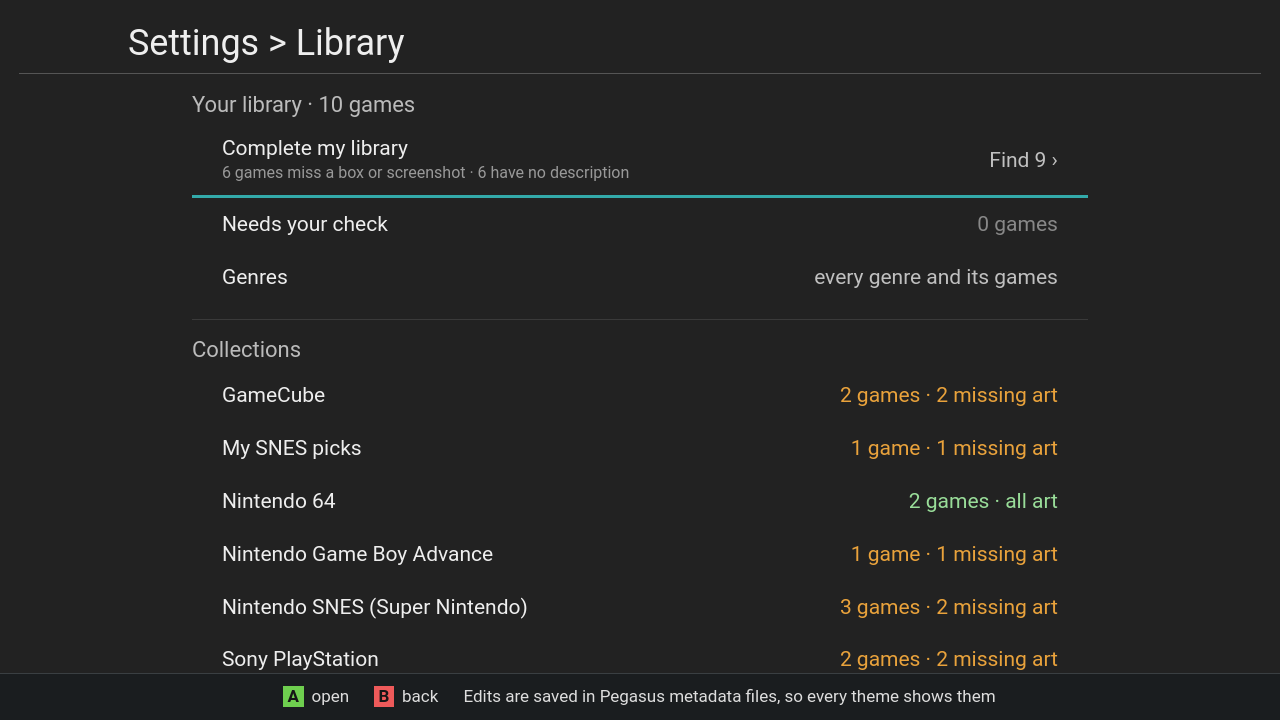 Settings > Library
Your library · 10 games
Complete my library
6 games miss a box or screenshot · 6 have no description
Find 9 ›
Needs your check
0 games
Genres
every genre and its games
Collections
GameCube
2 games · 2 missing art
My SNES picks
1 game · 1 missing art
Nintendo 64
2 games · all art
Nintendo Game Boy Advance
1 game · 1 missing art
Nintendo SNES (Super Nintendo)
3 games · 2 missing art
Sony PlayStation
2 games · 2 missing art
A open B back Edits are saved in Pegasus metadata files, so every theme shows them